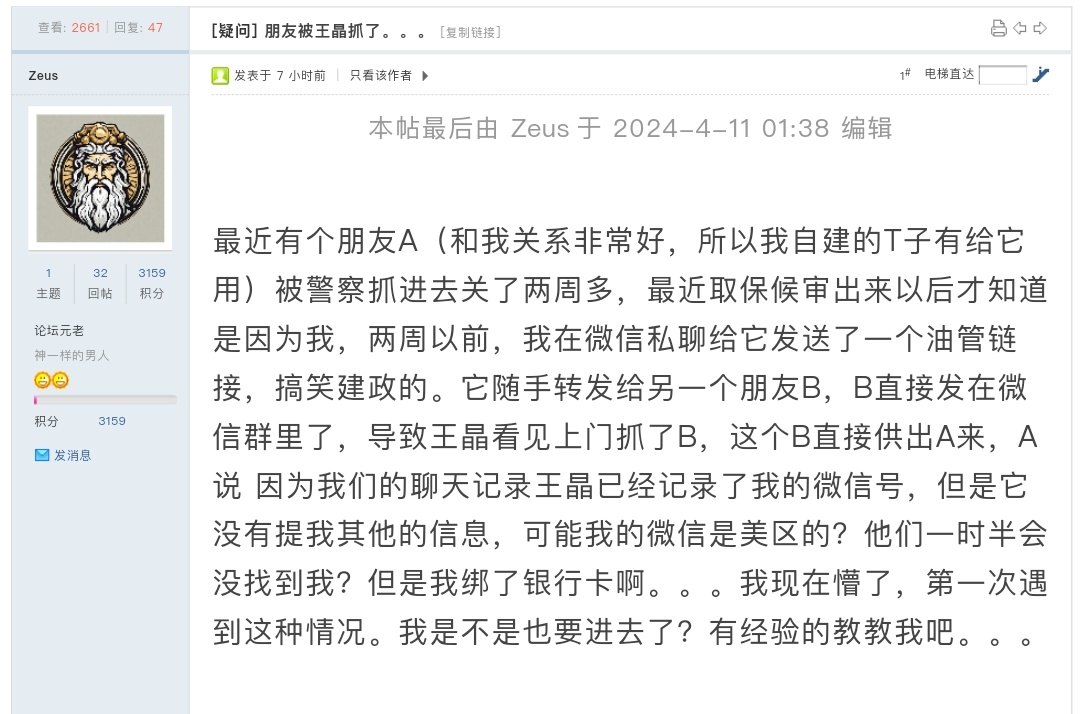 查看: 2661 | 回复: 47
[疑问] 朋友被王晶抓了。。。 [复制链接]
Zeus
发表于 7 小时前 | 只看该作者
1# 电梯直达
本帖最后由 Zeus 于 2024-4-11 01:38 编辑
最近有个朋友A（和我关系非常好，所以我自建的T子有给它
用）被警察抓进去关了两周多，最近取保候审出来以后才知道
是因为我，两周以前，我在微信私聊给它发送了一个油管链
接，搞笑建政的。它随手转发给另一个朋友B，B直接发在微
信群里了，导致王晶看见上门抓了B，这个B直接供出A来，A
说 因为我们的聊天记录王晶已经记录了我的微信号，但是它
没有提我其他的信息，可能我的微信是美区的？他们一时半会
没找到我？但是我绑了银行卡啊。。。我现在懵了，第一次遇
到这种情况。我是不是也要进去了？有经验的教教我吧。。。
1 32 3159
主题 回帖 积分
论坛元老
神一样的男人
积分 3159
发消息